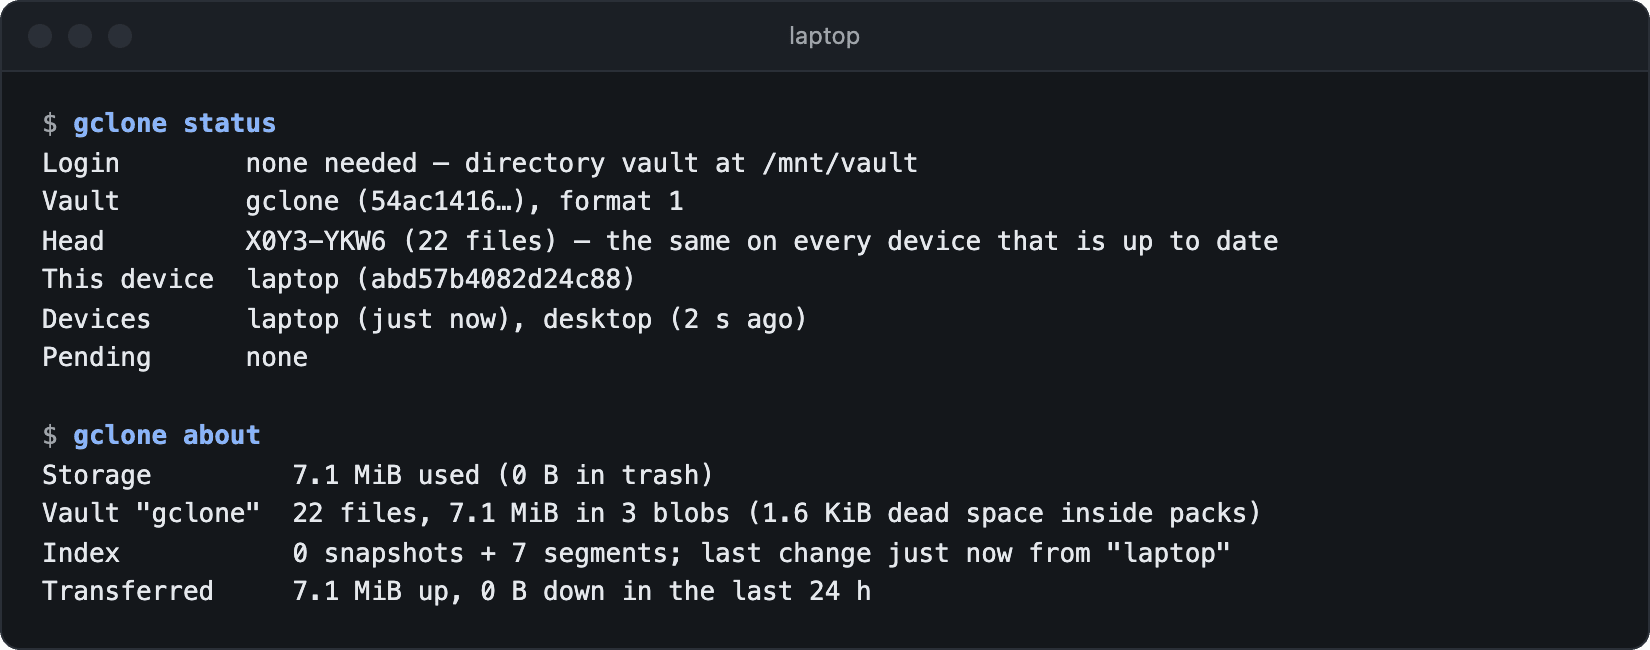 laptop
$ gclone status
Login        none needed — directory vault at /mnt/vault
Vault        gclone (54ac1416…), format 1
Head         X0Y3-YKW6 (22 files) — the same on every device that is up to date
This device  laptop (abd57b4082d24c88)
Devices      laptop (just now), desktop (2 s ago)
Pending      none
$ gclone about
Storage         7.1 MiB used (0 B in trash)
Vault "gclone"  22 files, 7.1 MiB in 3 blobs (1.6 KiB dead space inside packs)
Index           0 snapshots + 7 segments; last change just now from "laptop"
Transferred     7.1 MiB up, 0 B down in the last 24 h